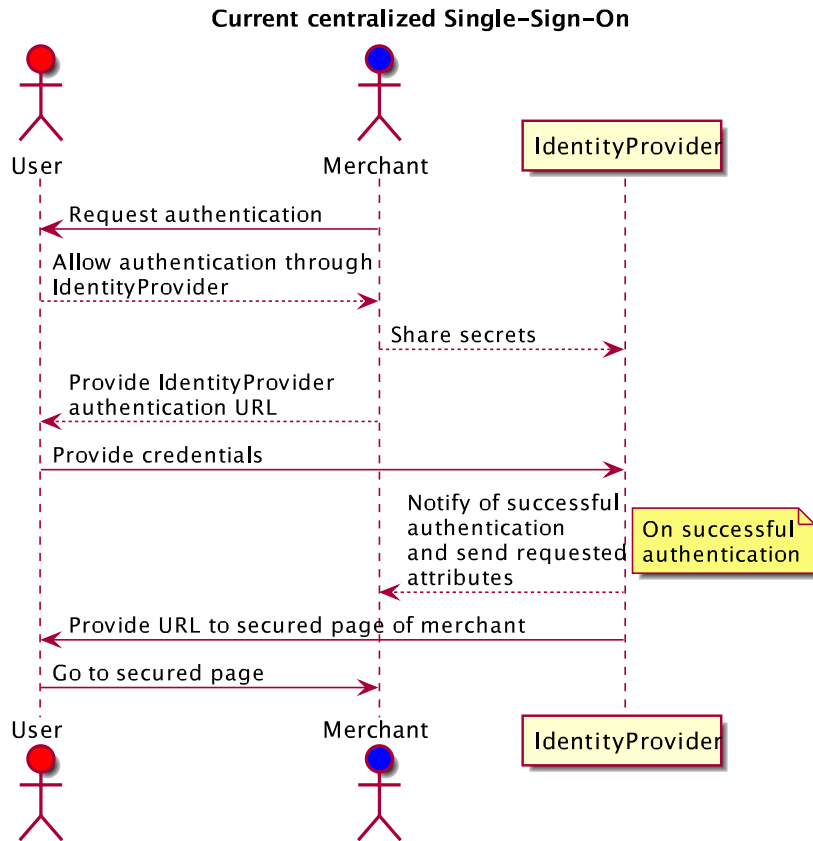 Current centralized Single-Sign-On
User
Merchant
IdentityProvider
Request authentication
Allow authentication through
IdentityProvider
Share secrets
Provide IdentityProvider
authentication URL
Provide credentials
Notify of successful
authentication
and send requested
attributes
On successful
authentication
Provide URL to secured page of merchant
Go to secured page
User
Merchant
IdentityProvider